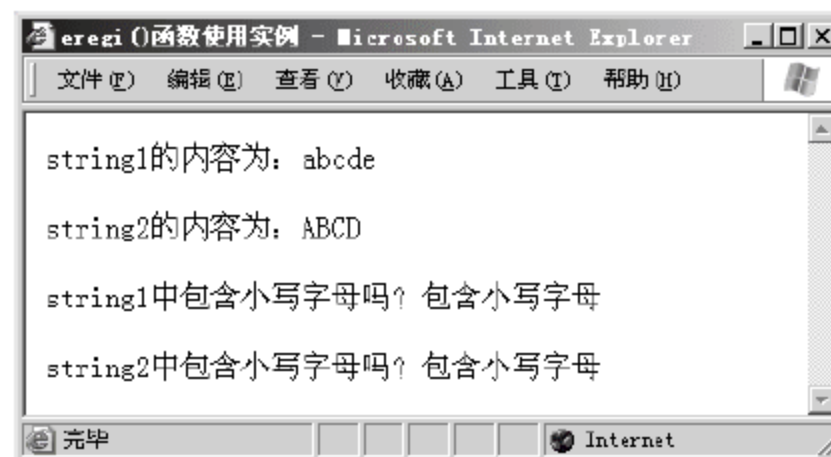 eregi()函数使用实例 - Microsoft Internet Explorer
文件(F) 编辑(E) 查看(V) 收藏(A) 工具(T) 帮助(H)
string1的内容为：abcde
string2的内容为：ABCD
string1中包含小写字母吗？包含小写字母
string2中包含小写字母吗？包含小写字母
完毕 Internet